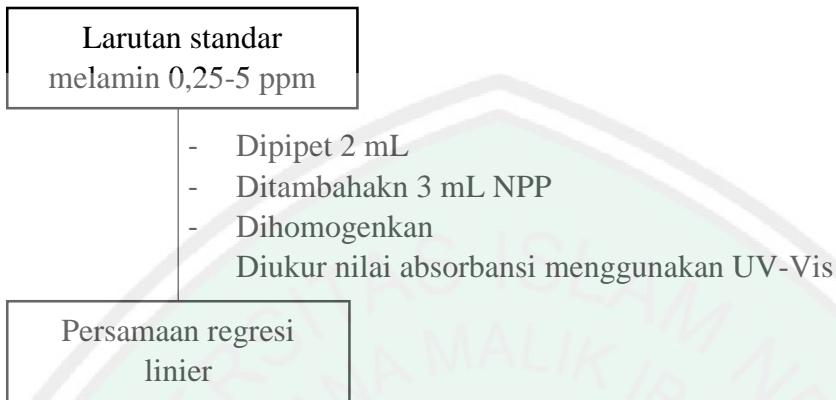 Larutan standar
melamin 0,25-5 ppm
- Dipipet 2 mL
- Ditambahakn 3 mL NPP
- Dihomogenkan
Diukur nilai absorbansi menggunakan UV-Vis
Persamaan regresi
linier